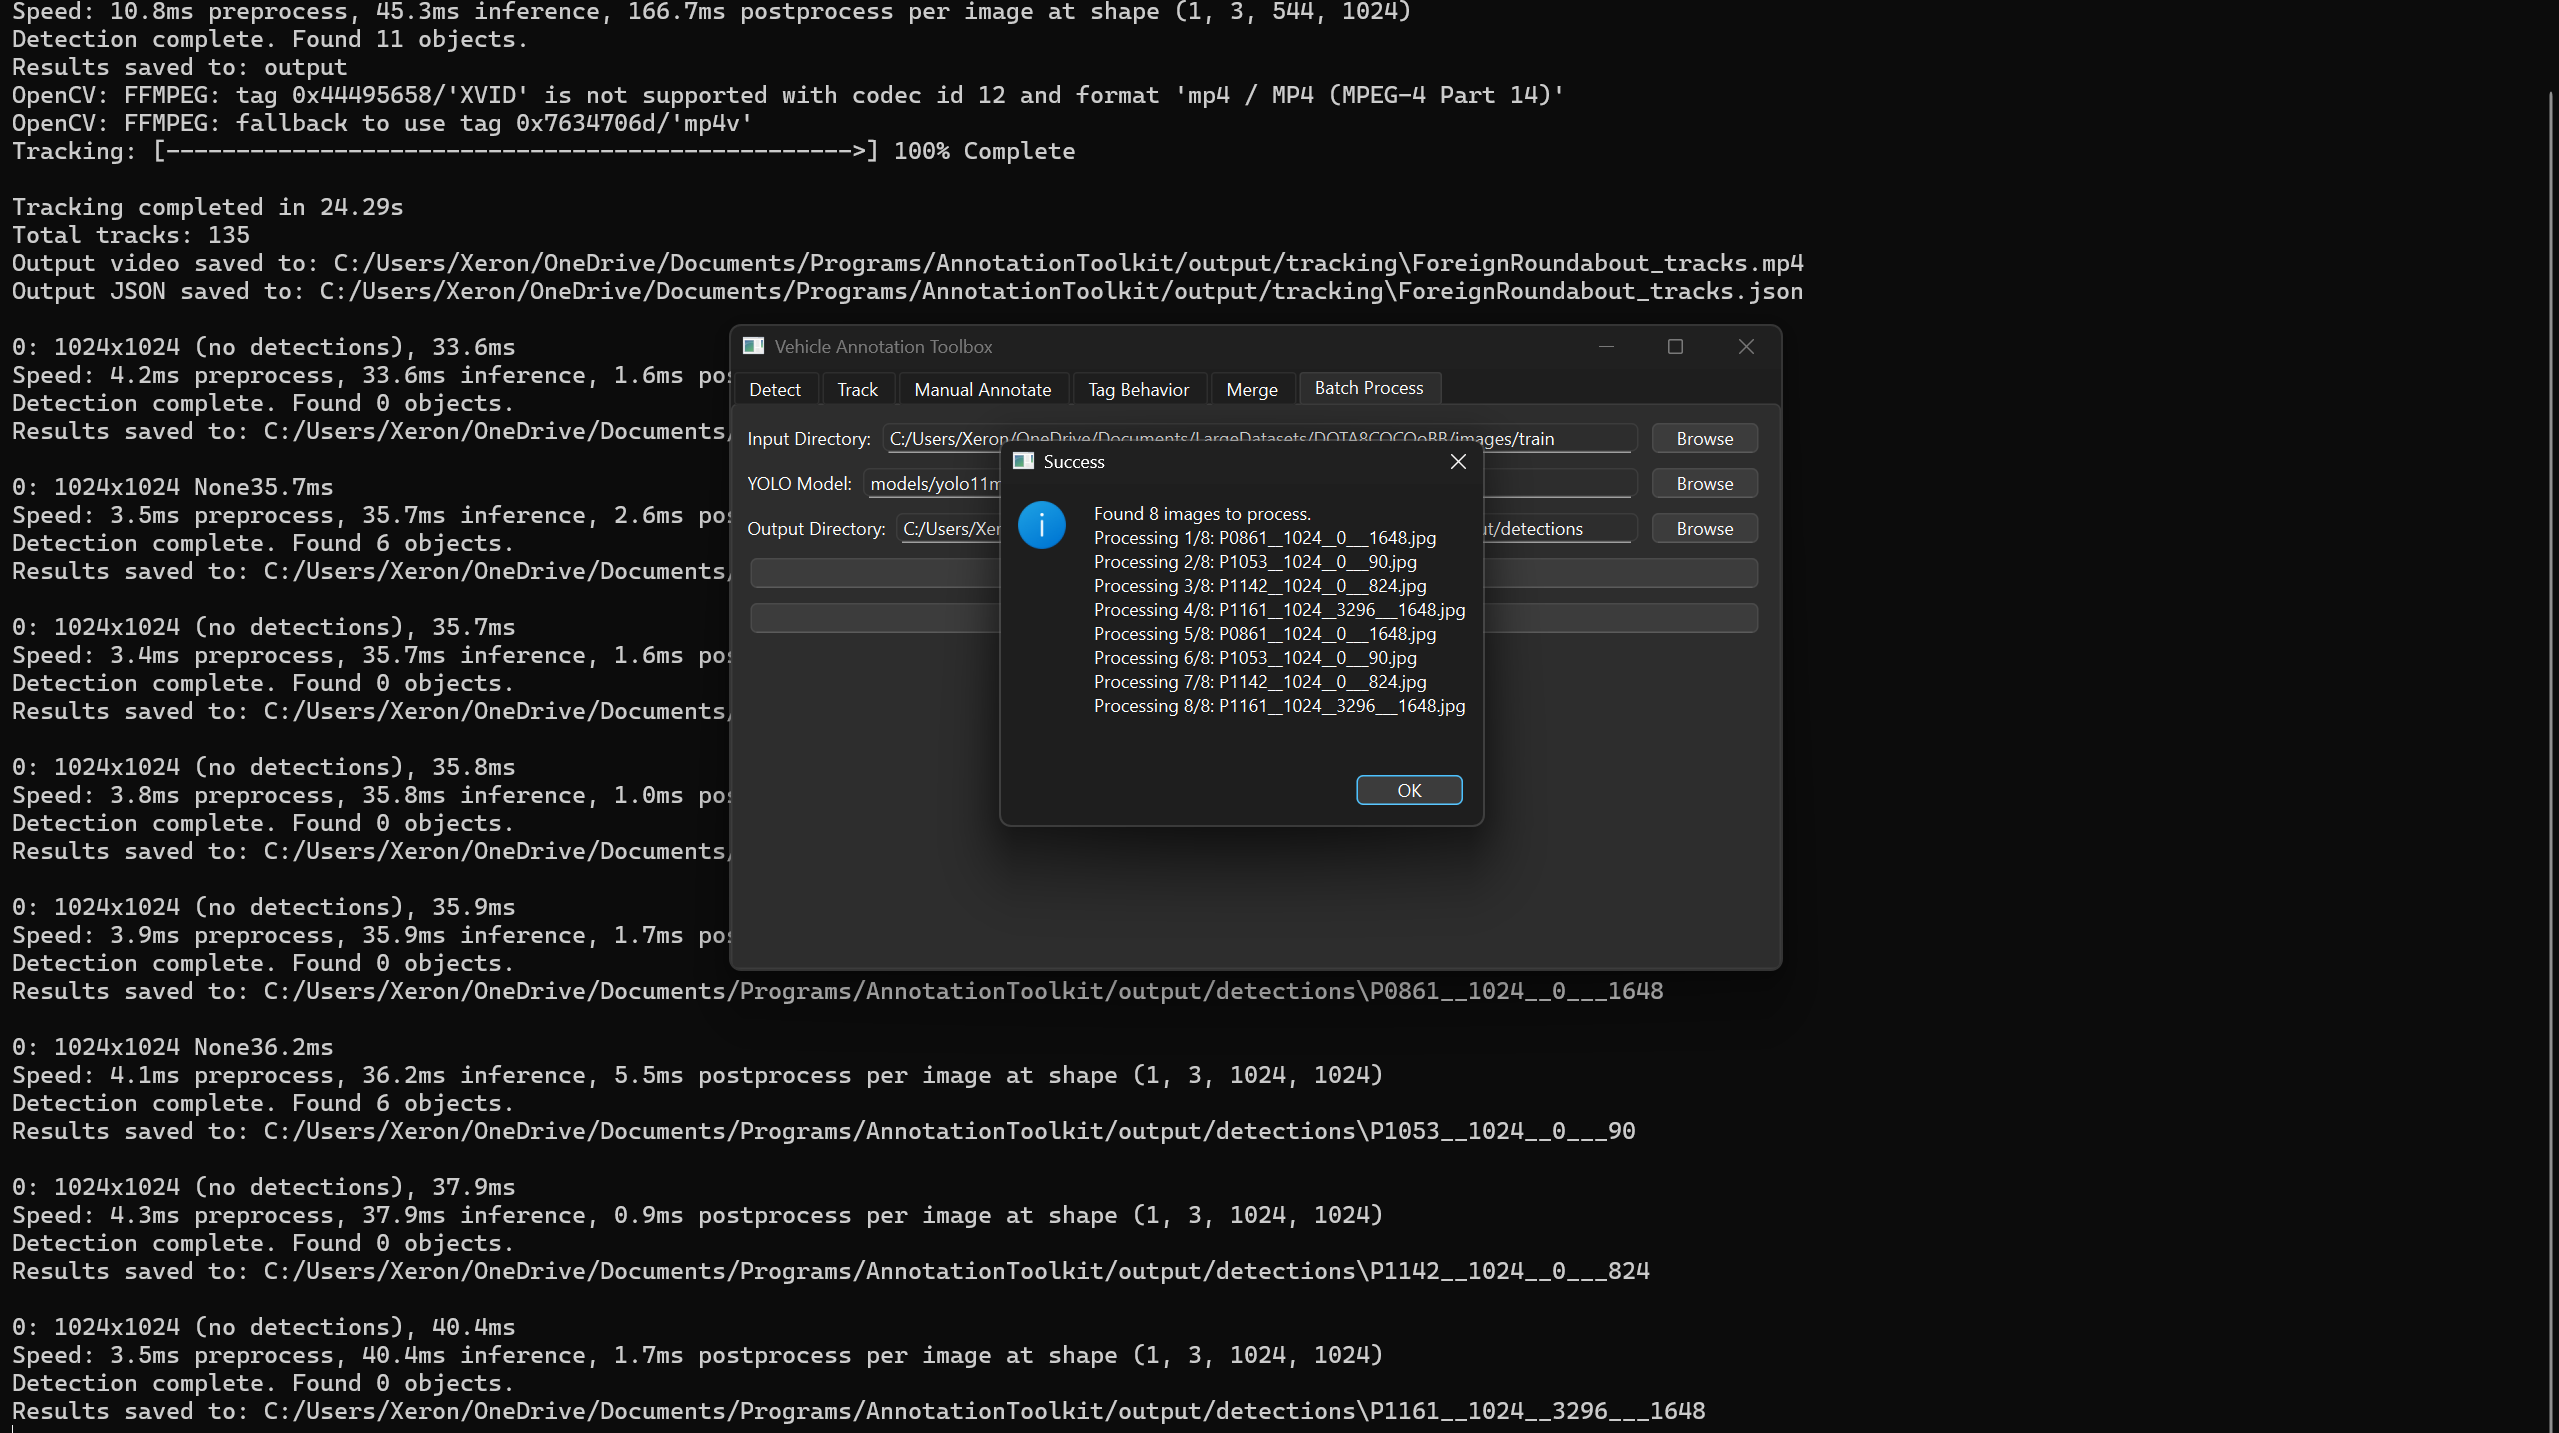 Speed: 10.8ms preprocess, 45.3ms inference, 166.7ms postprocess per image at shape (1, 3, 544, 1024)
Detection complete. Found 11 objects.
Results saved to: output
OpenCV: FFMPEG: tag 0x44495658/'XVID' is not supported with codec id 12 and format 'mp4 / MP4 (MPEG-4 Part 14)'
OpenCV: FFMPEG: fallback to use tag 0x7634706d/'mp4v'
Tracking: [------------------------------------------------->] 100% Complete
Tracking completed in 24.29s
Total tracks: 135
Output video saved to: C:/Users/Xeron/OneDrive/Documents/Programs/AnnotationToolkit/output/tracking\ForeignRoundabout_tracks.mp4
Output JSON saved to: C:/Users/Xeron/OneDrive/Documents/Programs/AnnotationToolkit/output/tracking\ForeignRoundabout_tracks.json
0: 1024x1024 (no detections), 33.6ms
Speed: 4.2ms preprocess, 33.6ms inference, 1.6ms
Detection complete. Found 0 objects.
Results saved to: C:/Users/Xeron/OneDrive/Documents/
0: 1024x1024 None35.7ms
Speed: 3.5ms preprocess, 35.7ms inference, 2.6ms
Detection complete. Found 6 objects.
Results saved to: C:/Users/Xeron/OneDrive/Documents/
0: 1024x1024 (no detections), 35.7ms
Speed: 3.4ms preprocess, 35.7ms inference, 1.6ms
Detection complete. Found 0 objects.
Results saved to: C:/Users/Xeron/OneDrive/Documents/
0: 1024x1024 (no detections), 35.8ms
Speed: 3.8ms preprocess, 35.8ms inference, 1.0ms
Detection complete. Found 0 objects.
Results saved to: C:/Users/Xeron/OneDrive/Documents/
0: 1024x1024 (no detections), 35.9ms
Speed: 3.9ms preprocess, 35.9ms inference, 1.7ms
Detection complete. Found 0 objects.
Results saved to: C:/Users/Xeron/OneDrive/Documents/Programs/AnnotationToolkit/output/detections\P0861__1024__0___1648
0: 1024x1024 None36.2ms
Speed: 4.1ms preprocess, 36.2ms inference, 5.5ms postprocess per image at shape (1, 3, 1024, 1024)
Detection complete. Found 6 objects.
Results saved to: C:/Users/Xeron/OneDrive/Documents/Programs/AnnotationToolkit/output/detections\P1053__1024__0___90
0: 1024x1024 (no detections), 37.9ms
Speed: 4.3ms preprocess, 37.9ms inference, 0.9ms postprocess per image at shape (1, 3, 1024, 1024)
Detection complete. Found 0 objects.
Results saved to: C:/Users/Xeron/OneDrive/Documents/Programs/AnnotationToolkit/output/detections\P1142__1024__0___824
0: 1024x1024 (no detections), 40.4ms
Speed: 3.5ms preprocess, 40.4ms inference, 1.7ms postprocess per image at shape (1, 3, 1024, 1024)
Detection complete. Found 0 objects.
Results saved to: C:/Users/Xeron/OneDrive/Documents/Programs/AnnotationToolkit/output/detections\P1161__1024__3296___1648
Vehicle Annotation Toolbox
Detect Track Manual Annotate Tag Behavior Merge Batch Process
Input Directory: C:/Users/Xeron/OneDrive/Documents/LargeDatasets/DOTA8COCOoBB/images/train Browse
YOLO Model: models/yolo11m Browse
Output Directory: C:/Users/Xer /detections Browse
Success
Found 8 images to process.
Processing 1/8: P0861__1024__0___1648.jpg
Processing 2/8: P1053__1024__0___90.jpg
Processing 3/8: P1142__1024__0___824.jpg
Processing 4/8: P1161__1024__3296___1648.jpg
Processing 5/8: P0861__1024__0___1648.jpg
Processing 6/8: P1053__1024__0___90.jpg
Processing 7/8: P1142__1024__0___824.jpg
Processing 8/8: P1161__1024__3296___1648.jpg
OK